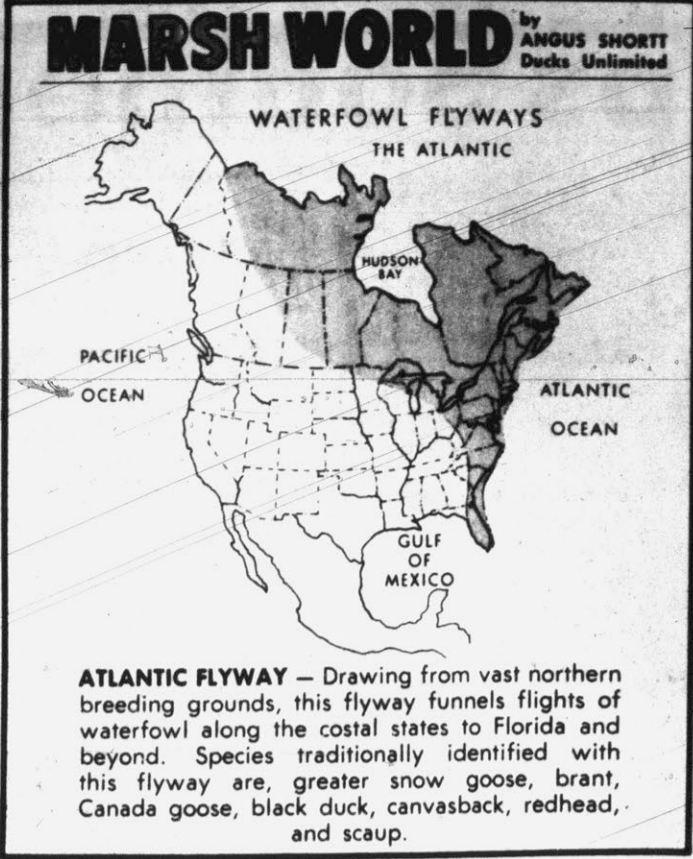 MARSH WORLD
by
ANGUS SHORTT
Ducks Unlimited
WATERFOWL FLYWAYS
THE ATLANTIC
HUDSON
BAY
PACIFIC
OCEAN
ATLANTIC
OCEAN
GULF
OF
MEXICO
ATLANTIC FLYWAY — Drawing from vast northern
breeding grounds, this flyway funnels flights of
waterfowl along the costal states to Florida and
beyond. Species traditionally identified with
this flyway are, greater snow goose, brant,
Canada goose, black duck, canvasback, redhead,
and scaup.